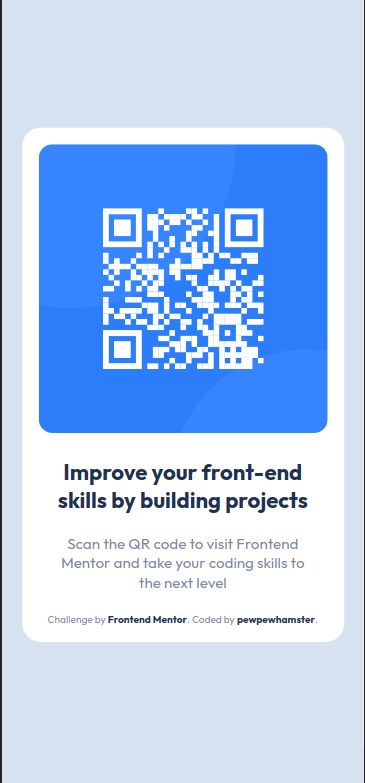 Improve your front-end
skills by building projects
Scan the QR code to visit Frontend
Mentor and take your coding skills to
the next level
Challenge by Frontend Mentor. Coded by pewpewhamster.